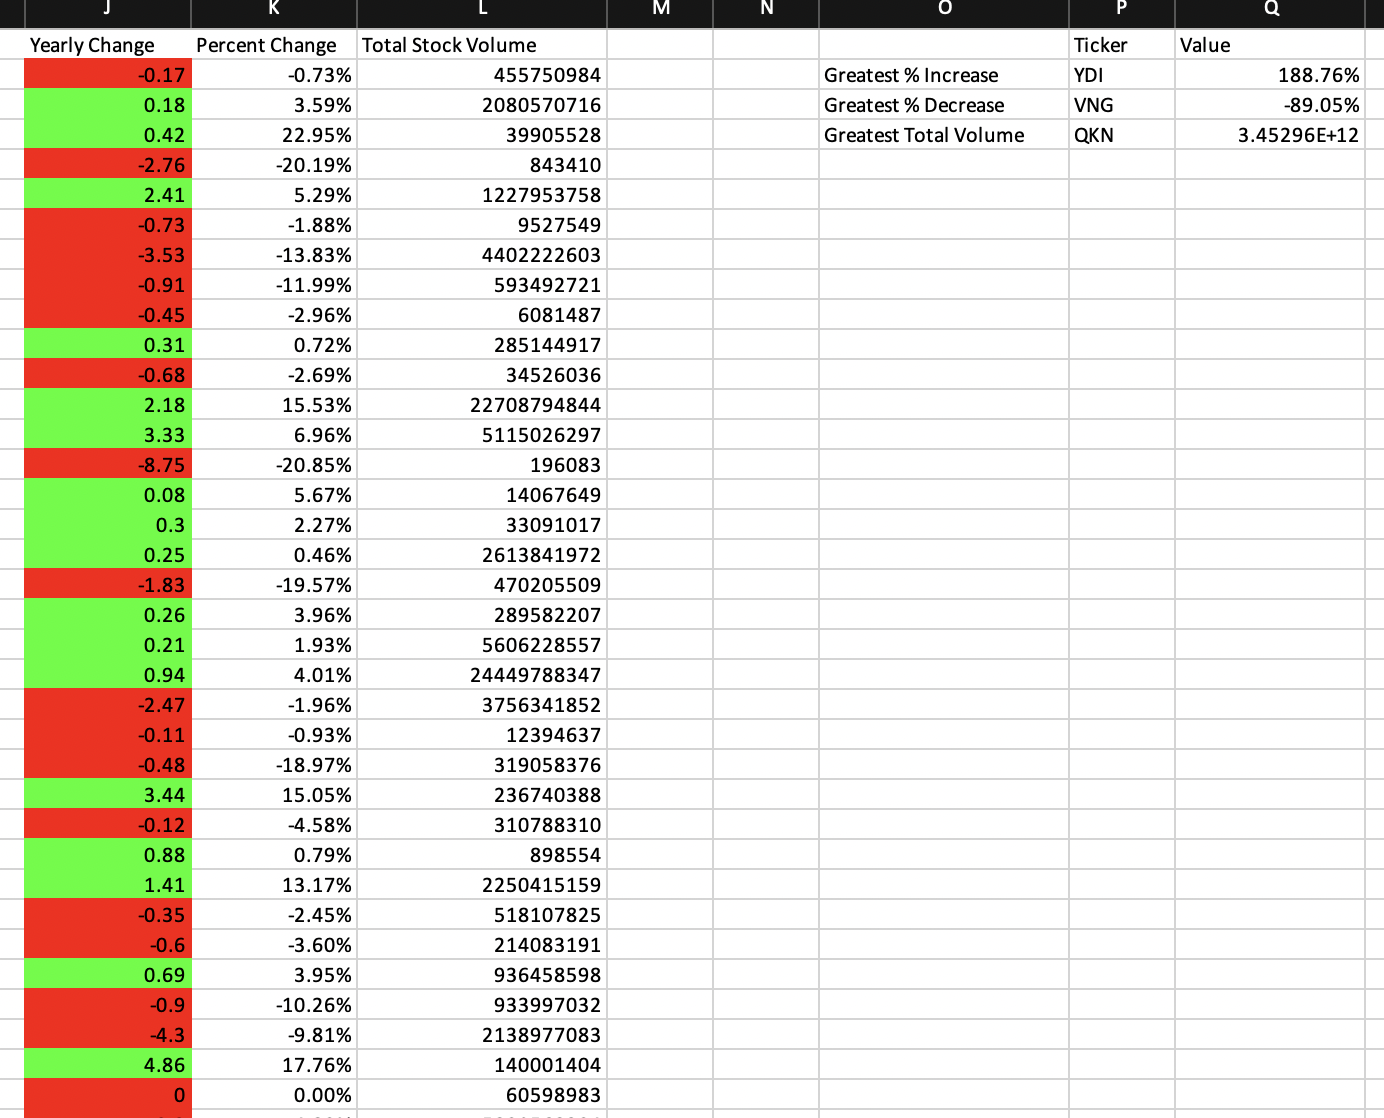 J K L M N O P Q
Yearly Change Percent Change Total Stock Volume Ticker Value
-0.17 -0.73% 455750984 Greatest % Increase YDI 188.76%
0.18 3.59% 2080570716 Greatest % Decrease VNG -89.05%
0.42 22.95% 39905528 Greatest Total Volume QKN 3.45296E+12
-2.76 -20.19% 843410
2.41 5.29% 1227953758
-0.73 -1.88% 9527549
-3.53 -13.83% 4402222603
-0.91 -11.99% 593492721
-0.45 -2.96% 6081487
0.31 0.72% 285144917
-0.68 -2.69% 34526036
2.18 15.53% 22708794844
3.33 6.96% 5115026297
-8.75 -20.85% 196083
0.08 5.67% 14067649
0.3 2.27% 33091017
0.25 0.46% 2613841972
-1.83 -19.57% 470205509
0.26 3.96% 289582207
0.21 1.93% 5606228557
0.94 4.01% 24449788347
-2.47 -1.96% 3756341852
-0.11 -0.93% 12394637
-0.48 -18.97% 319058376
3.44 15.05% 236740388
-0.12 -4.58% 310788310
0.88 0.79% 898554
1.41 13.17% 2250415159
-0.35 -2.45% 518107825
-0.6 -3.60% 214083191
0.69 3.95% 936458598
-0.9 -10.26% 933997032
-4.3 -9.81% 2138977083
4.86 17.76% 140001404
0 0.00% 60598983